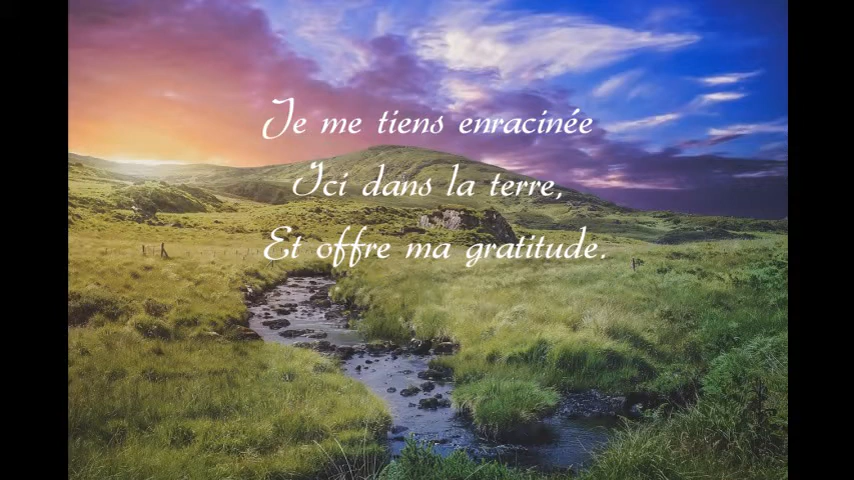 Je me tiens enracinée
Ici dans la terre,
Et offre ma gratitude.